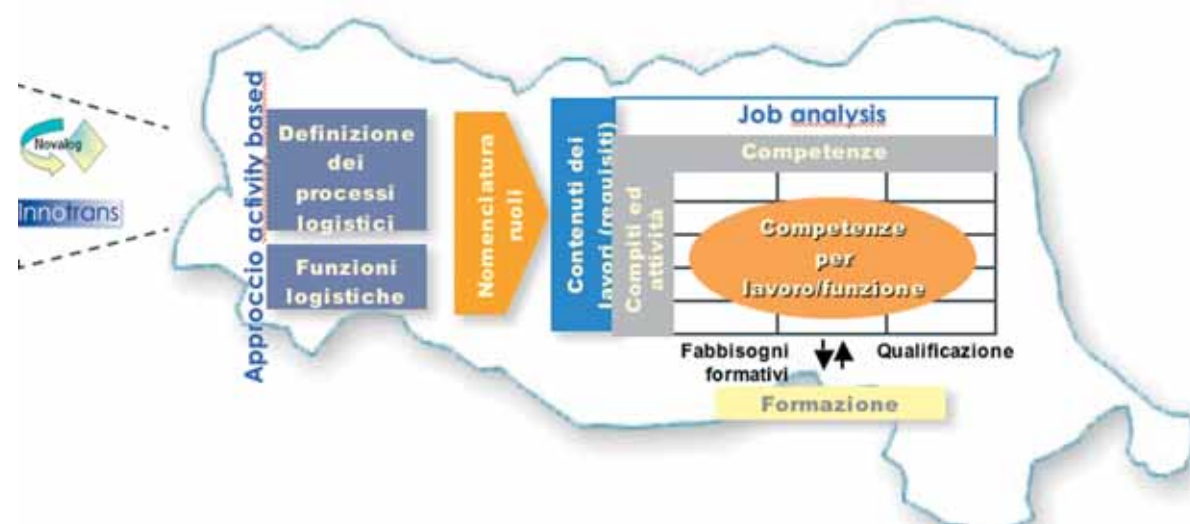 Novalog
innotrans
Approccio activity based
Definizione
dei
processi
logistici
Funzioni
logistiche
Nomenclatura
ruoli
Contenuti dei
lavori (requisiti)
Job analysis
Competenze
Compiti ed
attività
Competenze
per
lavoro/funzione
Fabbisogni
formativi
Qualificazione
Formazione